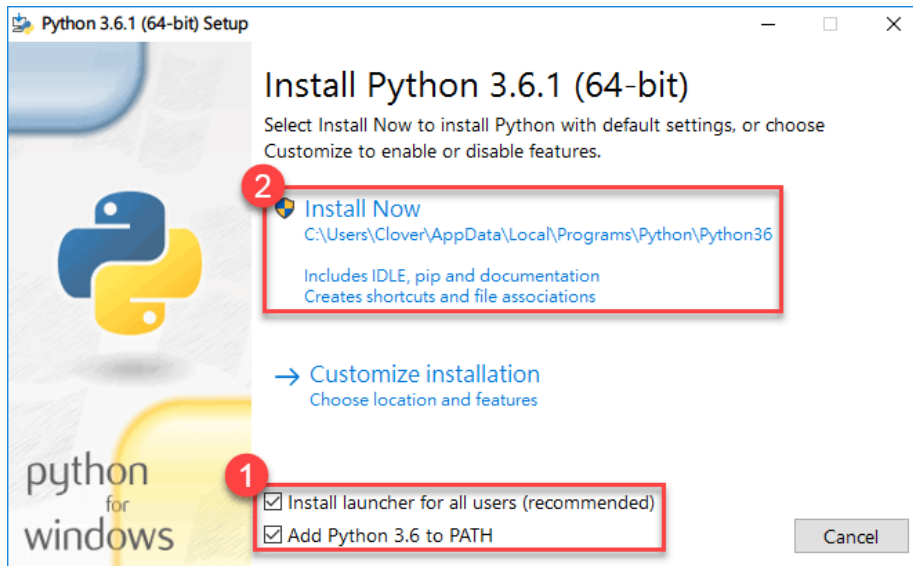 Python 3.6.1 (64-bit) Setup
Install Python 3.6.1 (64-bit)
Select Install Now to install Python with default settings, or choose
Customize to enable or disable features.
2
Install Now
C:\Users\Clover\AppData\Local\Programs\Python\Python36
Includes IDLE, pip and documentation
Creates shortcuts and file associations
Customize installation
Choose location and features
1
Install launcher for all users (recommended)
Add Python 3.6 to PATH
python
for
windows
Cancel